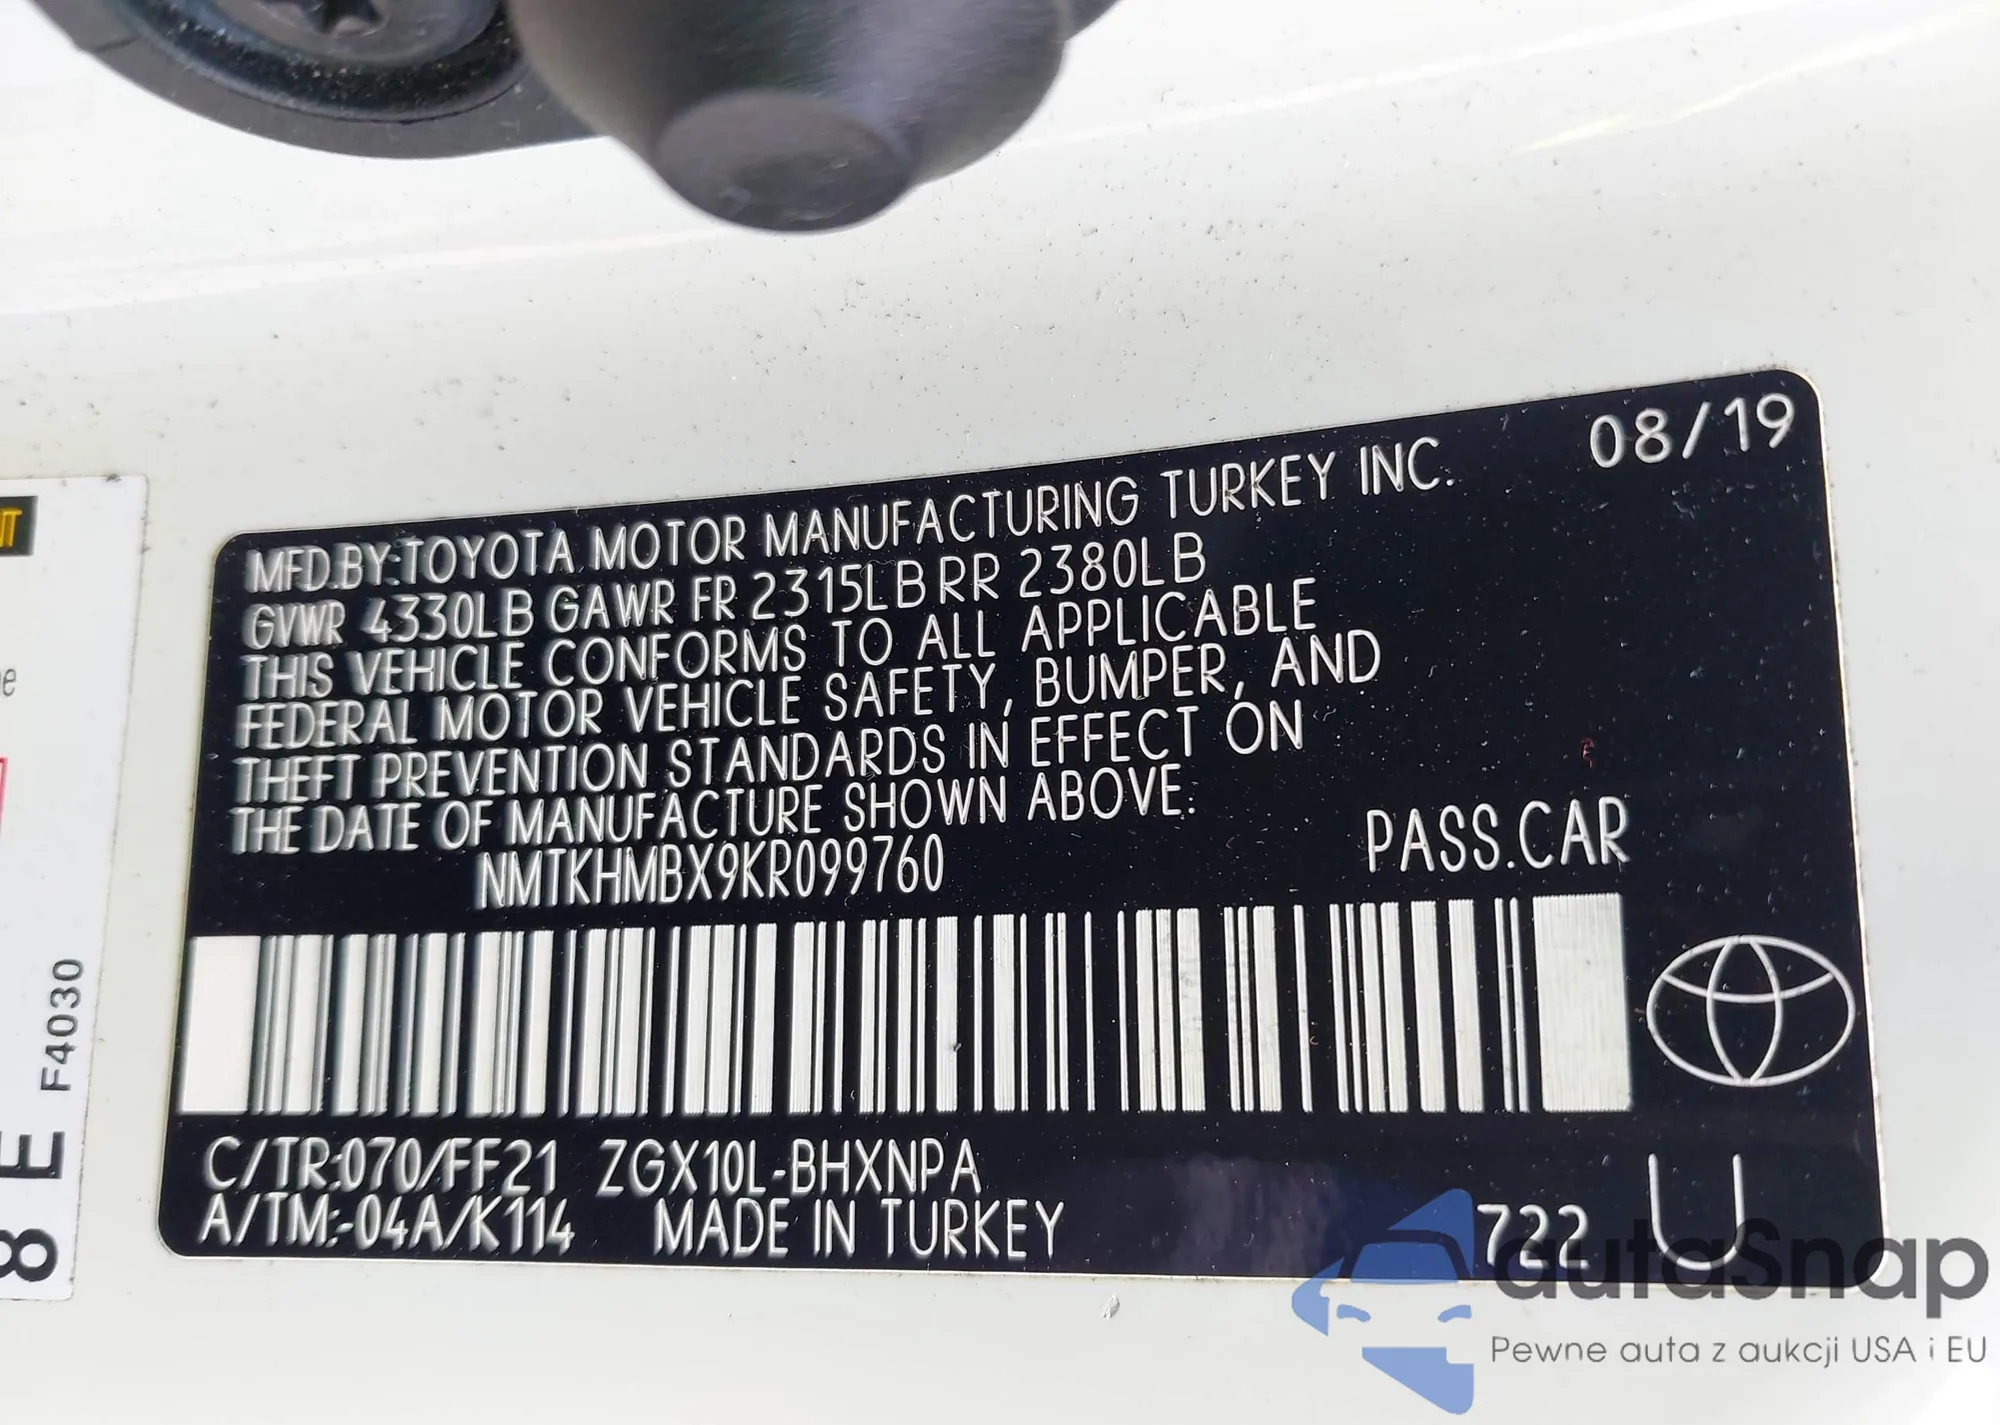 08/19
MFD.BY:TOYOTA MOTOR MANUFACTURING TURKEY INC.
GVWR 4330LB GAWR FR 2315LB RR 2380LB
THIS VEHICLE CONFORMS TO ALL APPLICABLE
FEDERAL MOTOR VEHICLE SAFETY, BUMPER, AND
THEFT PREVENTION STANDARDS IN EFFECT ON
THE DATE OF MANUFACTURE SHOWN ABOVE.
NMTKHMBX9KR099760
PASS.CAR
C/TR:070/FF21 ZGX10L-BHXNPA
A/TM:-04A/K114 MADE IN TURKEY
722 U
8 E F4030
autaSnap
Pewne auta z aukcji USA i EU